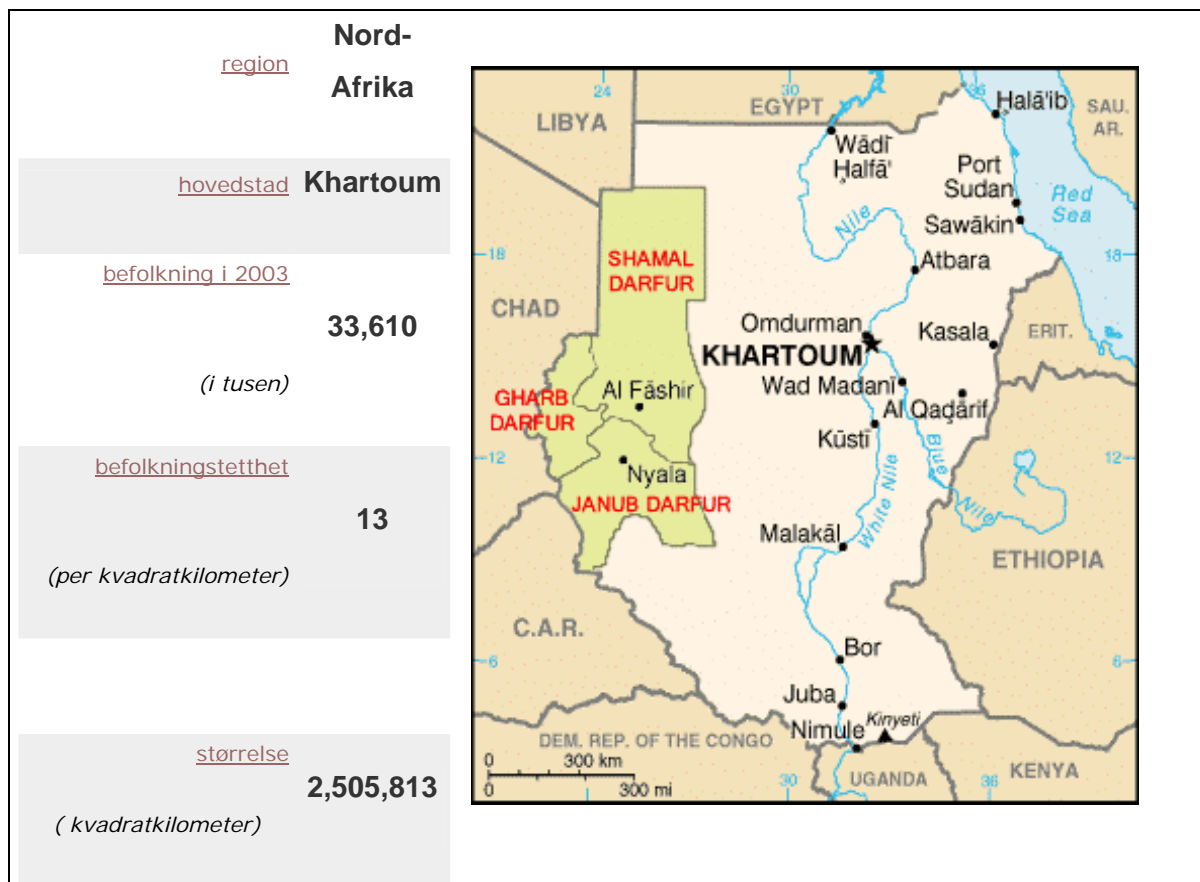 region
Nord-
Afrika
hovedstad Khartoum
befolkning i 2003
33,610
(i tusen)
befolkningstetthet
13
(per kvadratkilometer)
størrelse
2,505,813
( kvadratkilometer)
24
30
36
EGYPT
LIBYA
Ḩalā'ib
SAU.
AR.
Wādī
Ḩalfā'
Port
Sudan
Red
Sea
Nile
Sawākin
18
SHAMAL
DARFUR
Atbara
18
CHAD
Omdurman
KHARTOUM
Kasala
ERIT.
Wad Madanī
Al Fāshir
GHARB
DARFUR
Al Qaḑārif
Kūstī
12
Nyala
Blue
Nile
12
JANUB DARFUR
White Nile
Malakāl
ETHIOPIA
C.A.R.
Bor
6
6
Juba
Nimule
Kinyeti
DEM. REP. OF THE CONGO
0 300 km
0 300 mi
30
UGANDA
36
KENYA